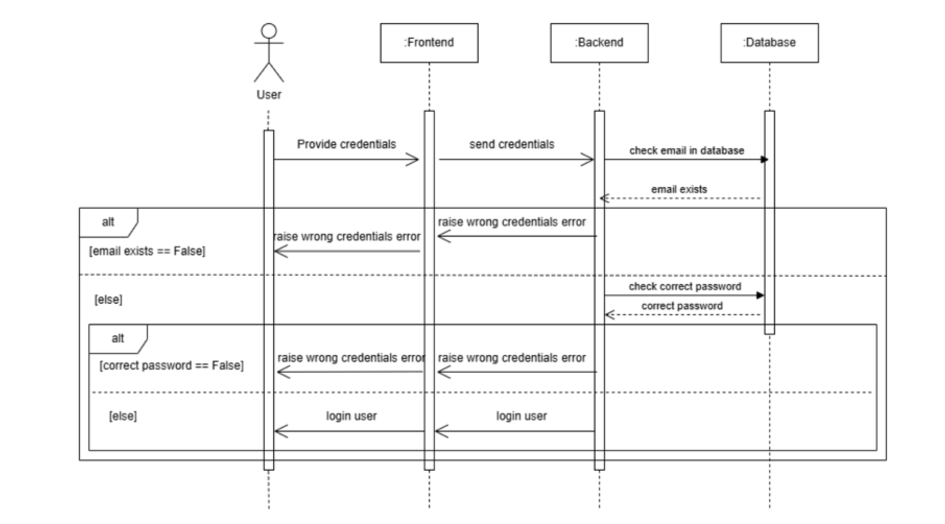 :Frontend
:Backend
:Database
User
Provide credentials
send credentials
check email in database
email exists
alt
raise wrong credentials error
raise wrong credentials error
[email exists == False]
[else]
check correct password
correct password
alt
[correct password == False]
raise wrong credentials error
raise wrong credentials error
[else]
login user
login user